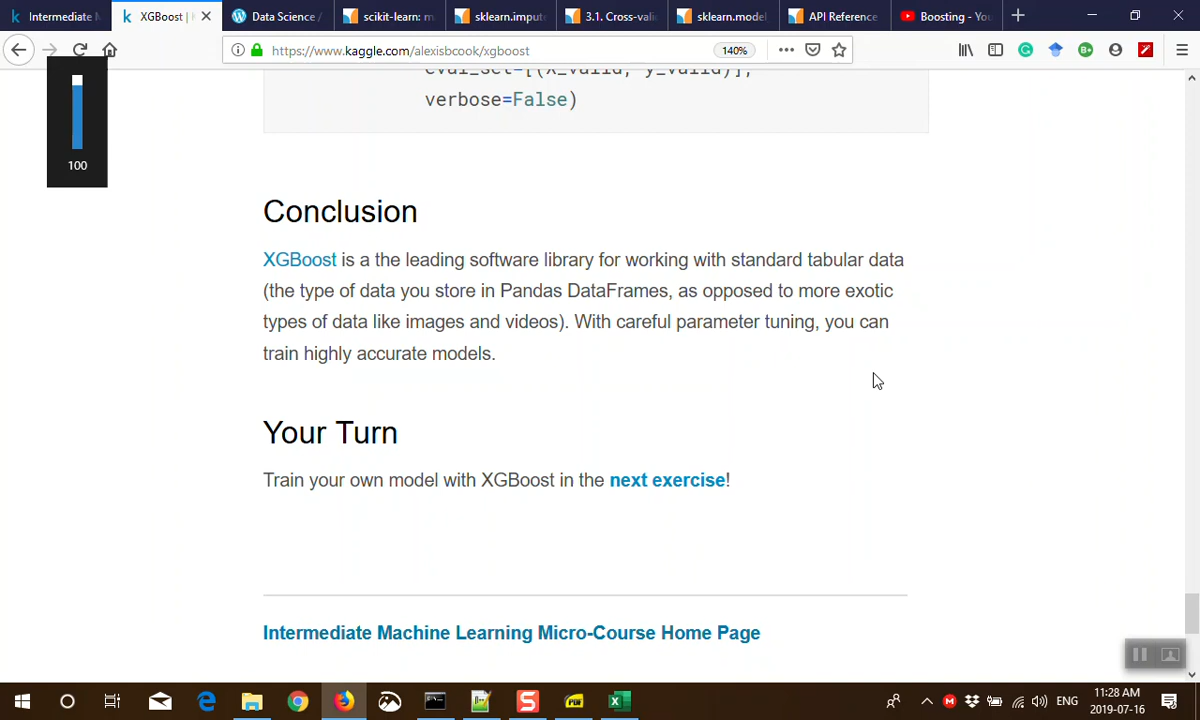 Intermediate M
XGBoost |
Data Science /
scikit-learn: m
sklearn.impute
3.1. Cross-vali
sklearn.model
API Reference
Boosting - You
https://www.kaggle.com/alexisbcook/xgboost
140%
100
eval_set=[(X_valid, y_valid)],
verbose=False)
Conclusion
XGBoost is a the leading software library for working with standard tabular data
(the type of data you store in Pandas DataFrames, as opposed to more exotic
types of data like images and videos). With careful parameter tuning, you can
train highly accurate models.
Your Turn
Train your own model with XGBoost in the next exercise!
Intermediate Machine Learning Micro-Course Home Page
ENG
11:28 AM
2019-07-16